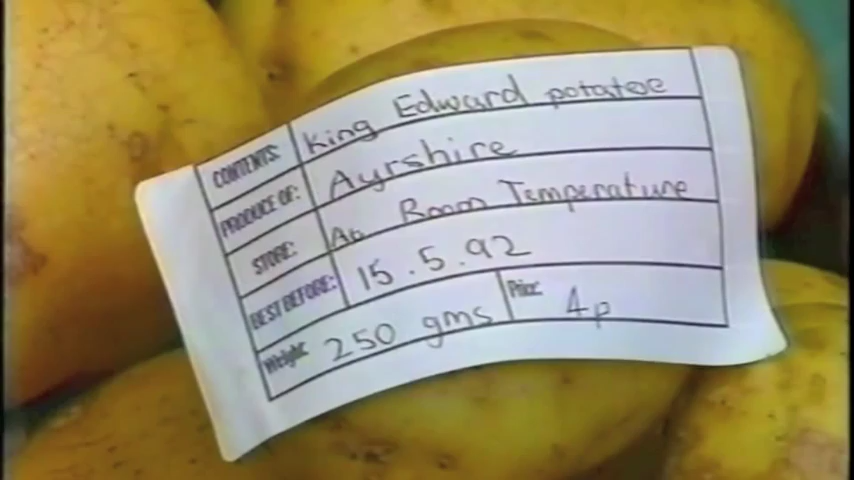 CONTENTS: King Edward potatoe
PRODUCE OF: Ayrshire
STORE: At Room Temperature
BEST BEFORE: 15.5.92
Weight: 250 gms Price: 4p